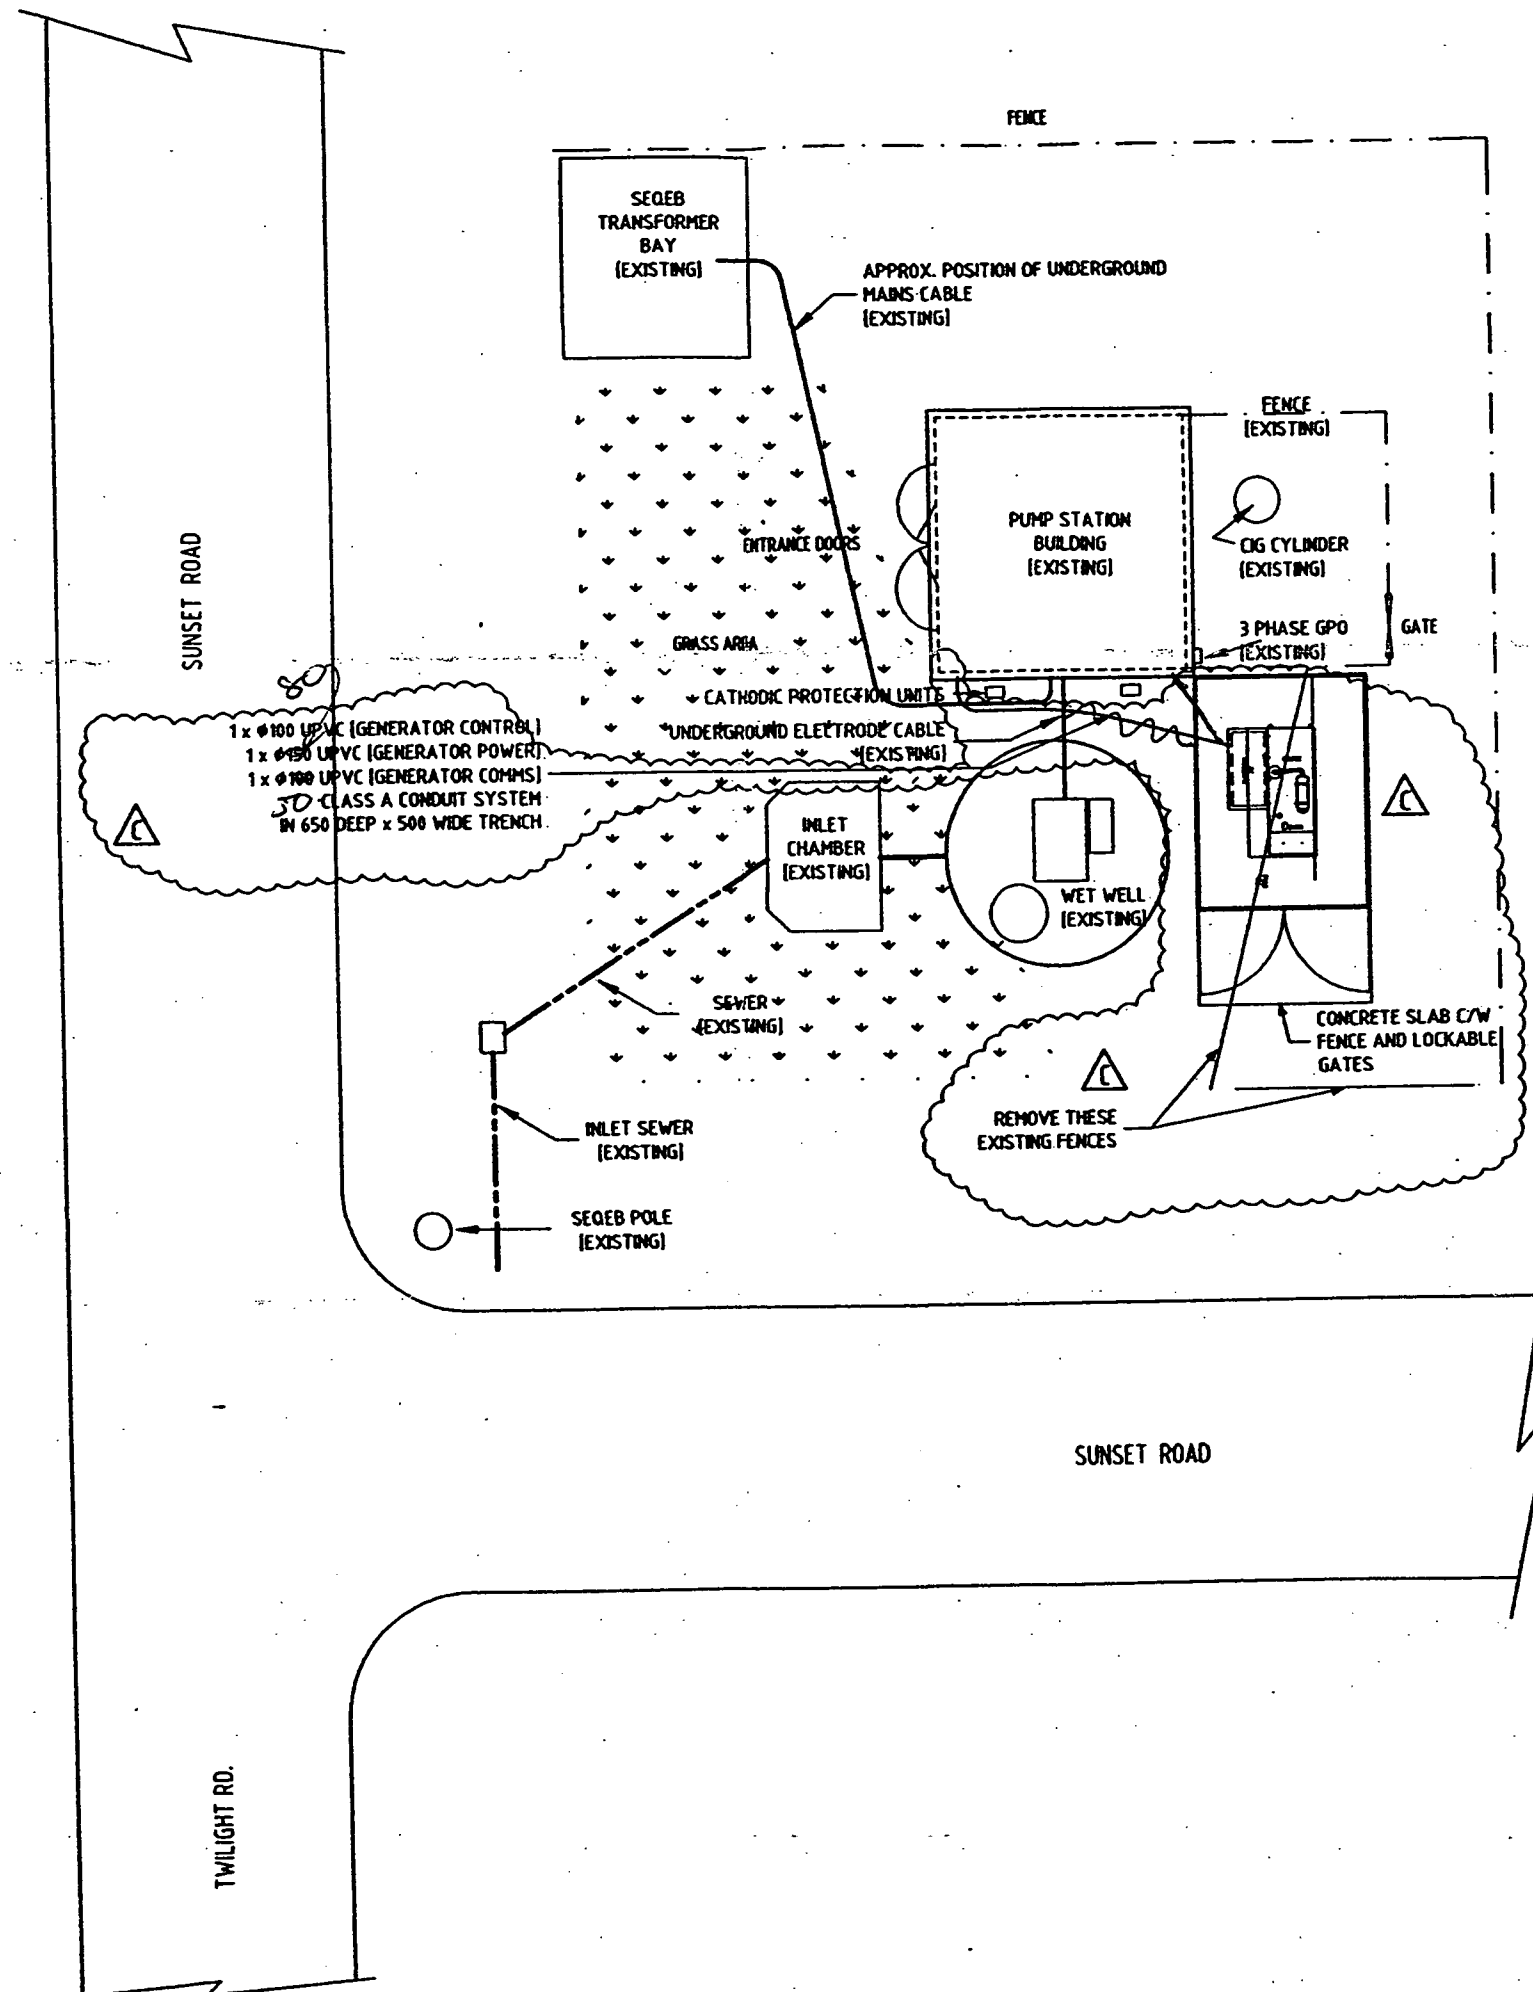 FENCE
SEQEB
TRANSFORMER
BAY
[EXISTING]
APPROX. POSITION OF UNDERGROUND
MAINS CABLE
[EXISTING]
FENCE
[EXISTING]
PUMP STATION
BUILDING
[EXISTING]
CIG CYLINDER
[EXISTING]
ENTRANCE DOORS
SUNSET ROAD
3 PHASE GPO
[EXISTING]
GATE
GRASS AREA
80
CATHODIC PROTECTION UNITS
UNDERGROUND ELECTRODE CABLE
[EXISTING]
1 x ø100 UPVC [GENERATOR CONTROL]
1 x ø150 UPVC [GENERATOR POWER]
1 x ø100 UPVC [GENERATOR COMMS]
50 CLASS A CONDUIT SYSTEM
IN 650 DEEP x 500 WIDE TRENCH
C
C
INLET
CHAMBER
[EXISTING]
WET WELL
[EXISTING]
SEWER
[EXISTING]
CONCRETE SLAB C/W
FENCE AND LOCKABLE
GATES
C
REMOVE THESE
EXISTING FENCES
INLET SEWER
[EXISTING]
SEQEB POLE
[EXISTING]
SUNSET ROAD
TWILIGHT RD.